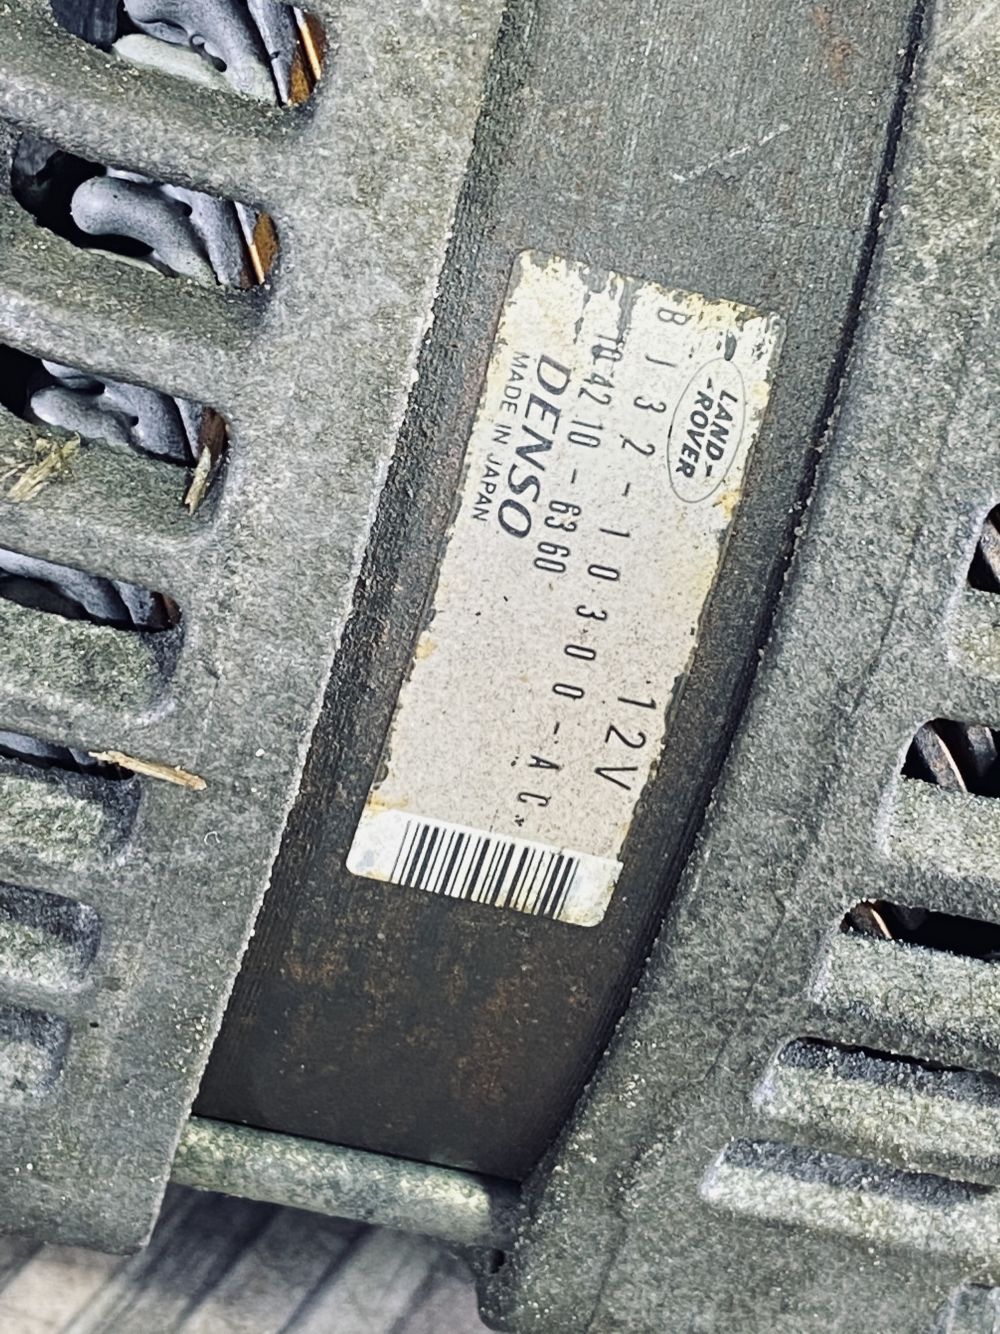 LAND-
-ROVER
12V
BJ32-10300-AC
104210-6360
DENSO
MADE IN JAPAN